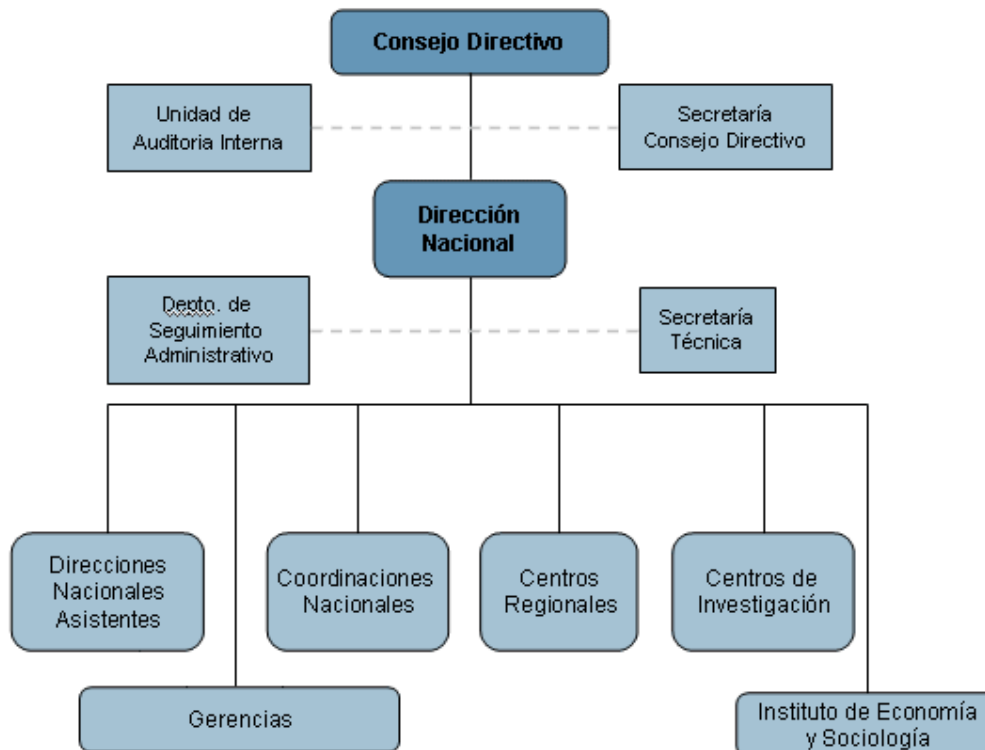 Consejo Directivo
Unidad de
Auditoria Interna
Secretaría
Consejo Directivo
Dirección
Nacional
Depto. de
Seguimiento
Administrativo
Secretaría
Técnica
Direcciones
Nacionales
Asistentes
Coordinaciones
Nacionales
Centros
Regionales
Centros de
Investigación
Gerencias
Instituto de Economía
y Sociología